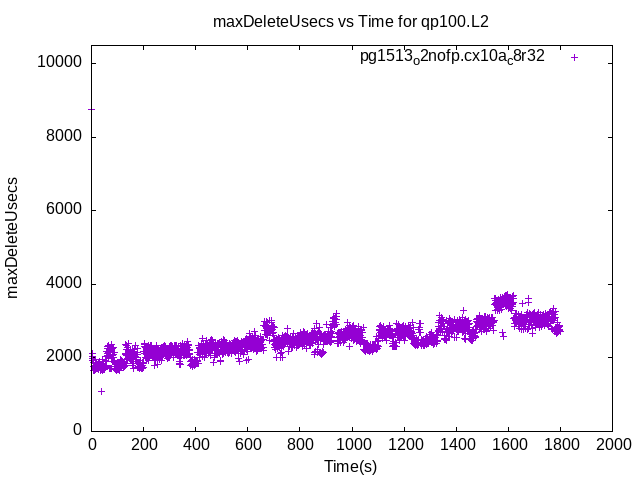 maxDeleteUsecs vs Time for qp100.L2
pg1513o2nofp.cx10ac8r32
maxDeleteUsecs
10000
8000
6000
4000
2000
0
0 200 400 600 800 1000 1200 1400 1600 1800 2000
Time(s)